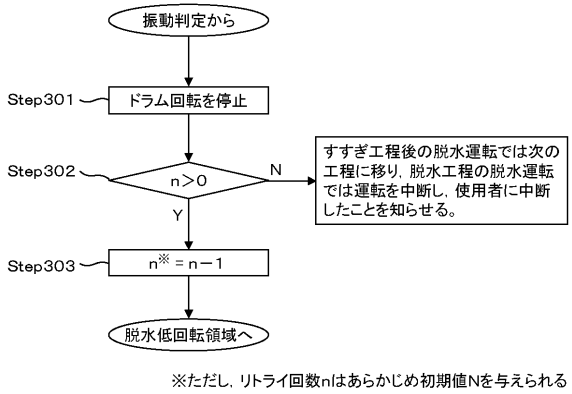 振動判定から
Step301
ドラム回転を停止
Step302
n>0
N
すすぎ工程後の脱水運転では次の
工程に移り，脱水工程の脱水運転
では運転を中断し，使用者に中断
したことを知らせる。
Y
Step303
n※=n－1
脱水低回転領域へ
※ただし，リトライ回数nはあらかじめ初期値Nを与えられる